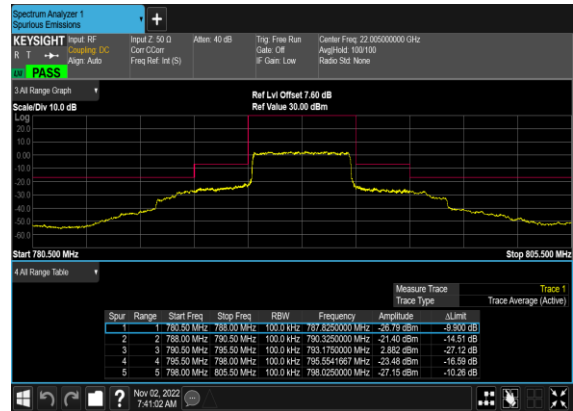 Spectrum Analyzer 1
Spurious Emissions
+
KEYSIGHT Input: RF Input Z: 50 Ω Atten: 40 dB Trig: Free Run Center Freq: 22.005000000 GHz
R T Coupling: DC Corr CCorr Gate: Off Avg|Hold: 100/100
Align: Auto Freq Ref: Int (S) IF Gain: Low Radio Std: None
PASS
3 All Range Graph
Ref Lvl Offset 7.60 dB
Scale/Div 10.0 dB Ref Value 30.00 dBm
Log
20.0
10.0
0.00
-10.0
-20.0
-30.0
-40.0
-50.0
-60.0
Start 780.500 MHz Stop 805.500 MHz
4 All Range Table
Measure Trace Trace 1
Trace Type Trace Average (Active)
Spur Range Start Freq Stop Freq RBW Frequency Amplitude ΔLimit
1 1 780.50 MHz 788.00 MHz 100.0 kHz 787.8250000 MHz -26.79 dBm -9.900 dB
2 2 788.00 MHz 790.50 MHz 100.0 kHz 790.3250000 MHz -21.40 dBm -14.51 dB
3 3 790.50 MHz 795.50 MHz 100.0 kHz 793.1750000 MHz 2.882 dBm -27.12 dB
4 4 795.50 MHz 798.00 MHz 100.0 kHz 795.5541667 MHz -23.48 dBm -16.59 dB
5 5 798.00 MHz 805.50 MHz 100.0 kHz 798.0250000 MHz -27.15 dBm -10.26 dB
? Nov 02, 2022
7:41:02 AM